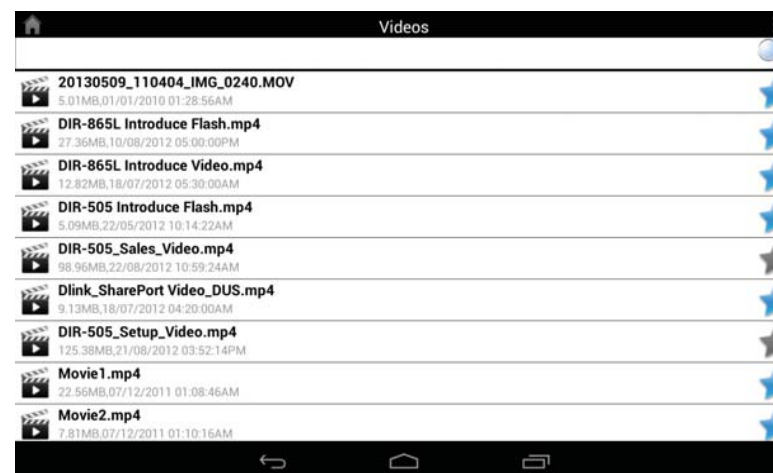 Videos
20130509_110404_IMG_0240.MOV
5.01MB,01/01/2010 01:28:56AM
DIR-865L Introduce Flash.mp4
27.36MB,10/08/2012 05:00:00PM
DIR-865L Introduce Video.mp4
12.82MB,18/07/2012 05:30:00AM
DIR-505 Introduce Flash.mp4
5.09MB,22/05/2012 10:14:22AM
DIR-505_Sales_Video.mp4
98.96MB,22/08/2012 10:59:24AM
Dlink_SharePort Video_DUS.mp4
9.13MB,18/07/2012 04:20:00AM
DIR-505_Setup_Video.mp4
125.38MB,21/08/2012 03:52:14PM
Movie1.mp4
22.56MB,07/12/2011 01:08:46AM
Movie2.mp4
7.81MB,07/12/2011 01:10:16AM